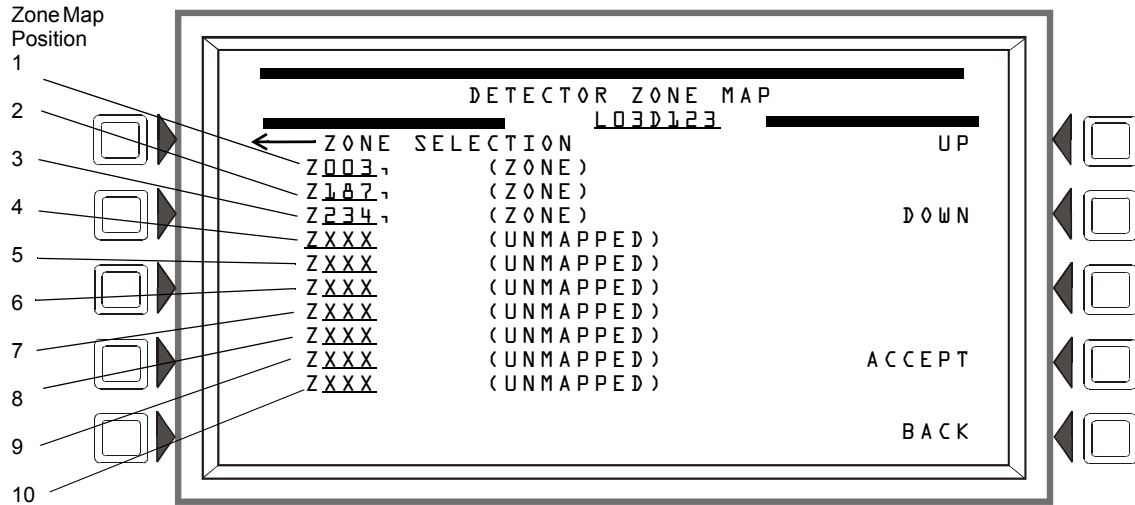 Zone Map
Position
1
2
3
4
5
6
7
8
9
10
DETECTOR ZONE MAP
L03D123
ZONE SELECTION
UP
Z003, (ZONE)
Z187, (ZONE)
Z234, (ZONE)
DOWN
ZXXX (UNMAPPED)
ZXXX (UNMAPPED)
ZXXX (UNMAPPED)
ZXXX (UNMAPPED)
ZXXX (UNMAPPED)
ZXXX (UNMAPPED)
ACCEPT
ZXXX (UNMAPPED)
BACK